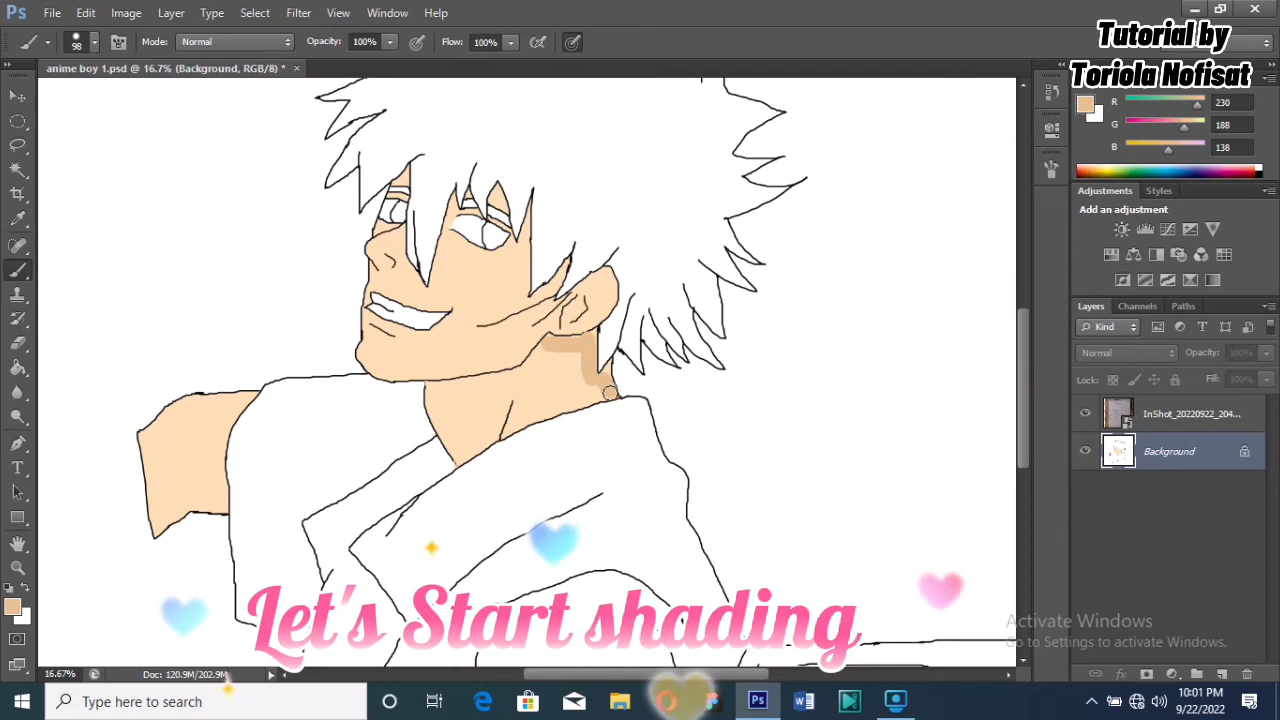 Ps File Edit Image Layer Type Select Filter View Window Help
98 Mode: Normal Opacity: 100% Flow: 100%
Tutorial by
Toriola Nofisat
anime boy 1.psd @ 16.7% (Background, RGB/8) * ×
R 230
G 188
B 138
Adjustments Styles
Add an adjustment
Layers Channels Paths
Kind
Normal Opacity: 100%
Lock: Fill: 100%
InShot_20220922_204...
Background
Let's Start shading
Activate Windows
Go to Settings to activate Windows.
16.67% Doc: 120.9M/202.9M
Type here to search
10:01 PM
9/22/2022